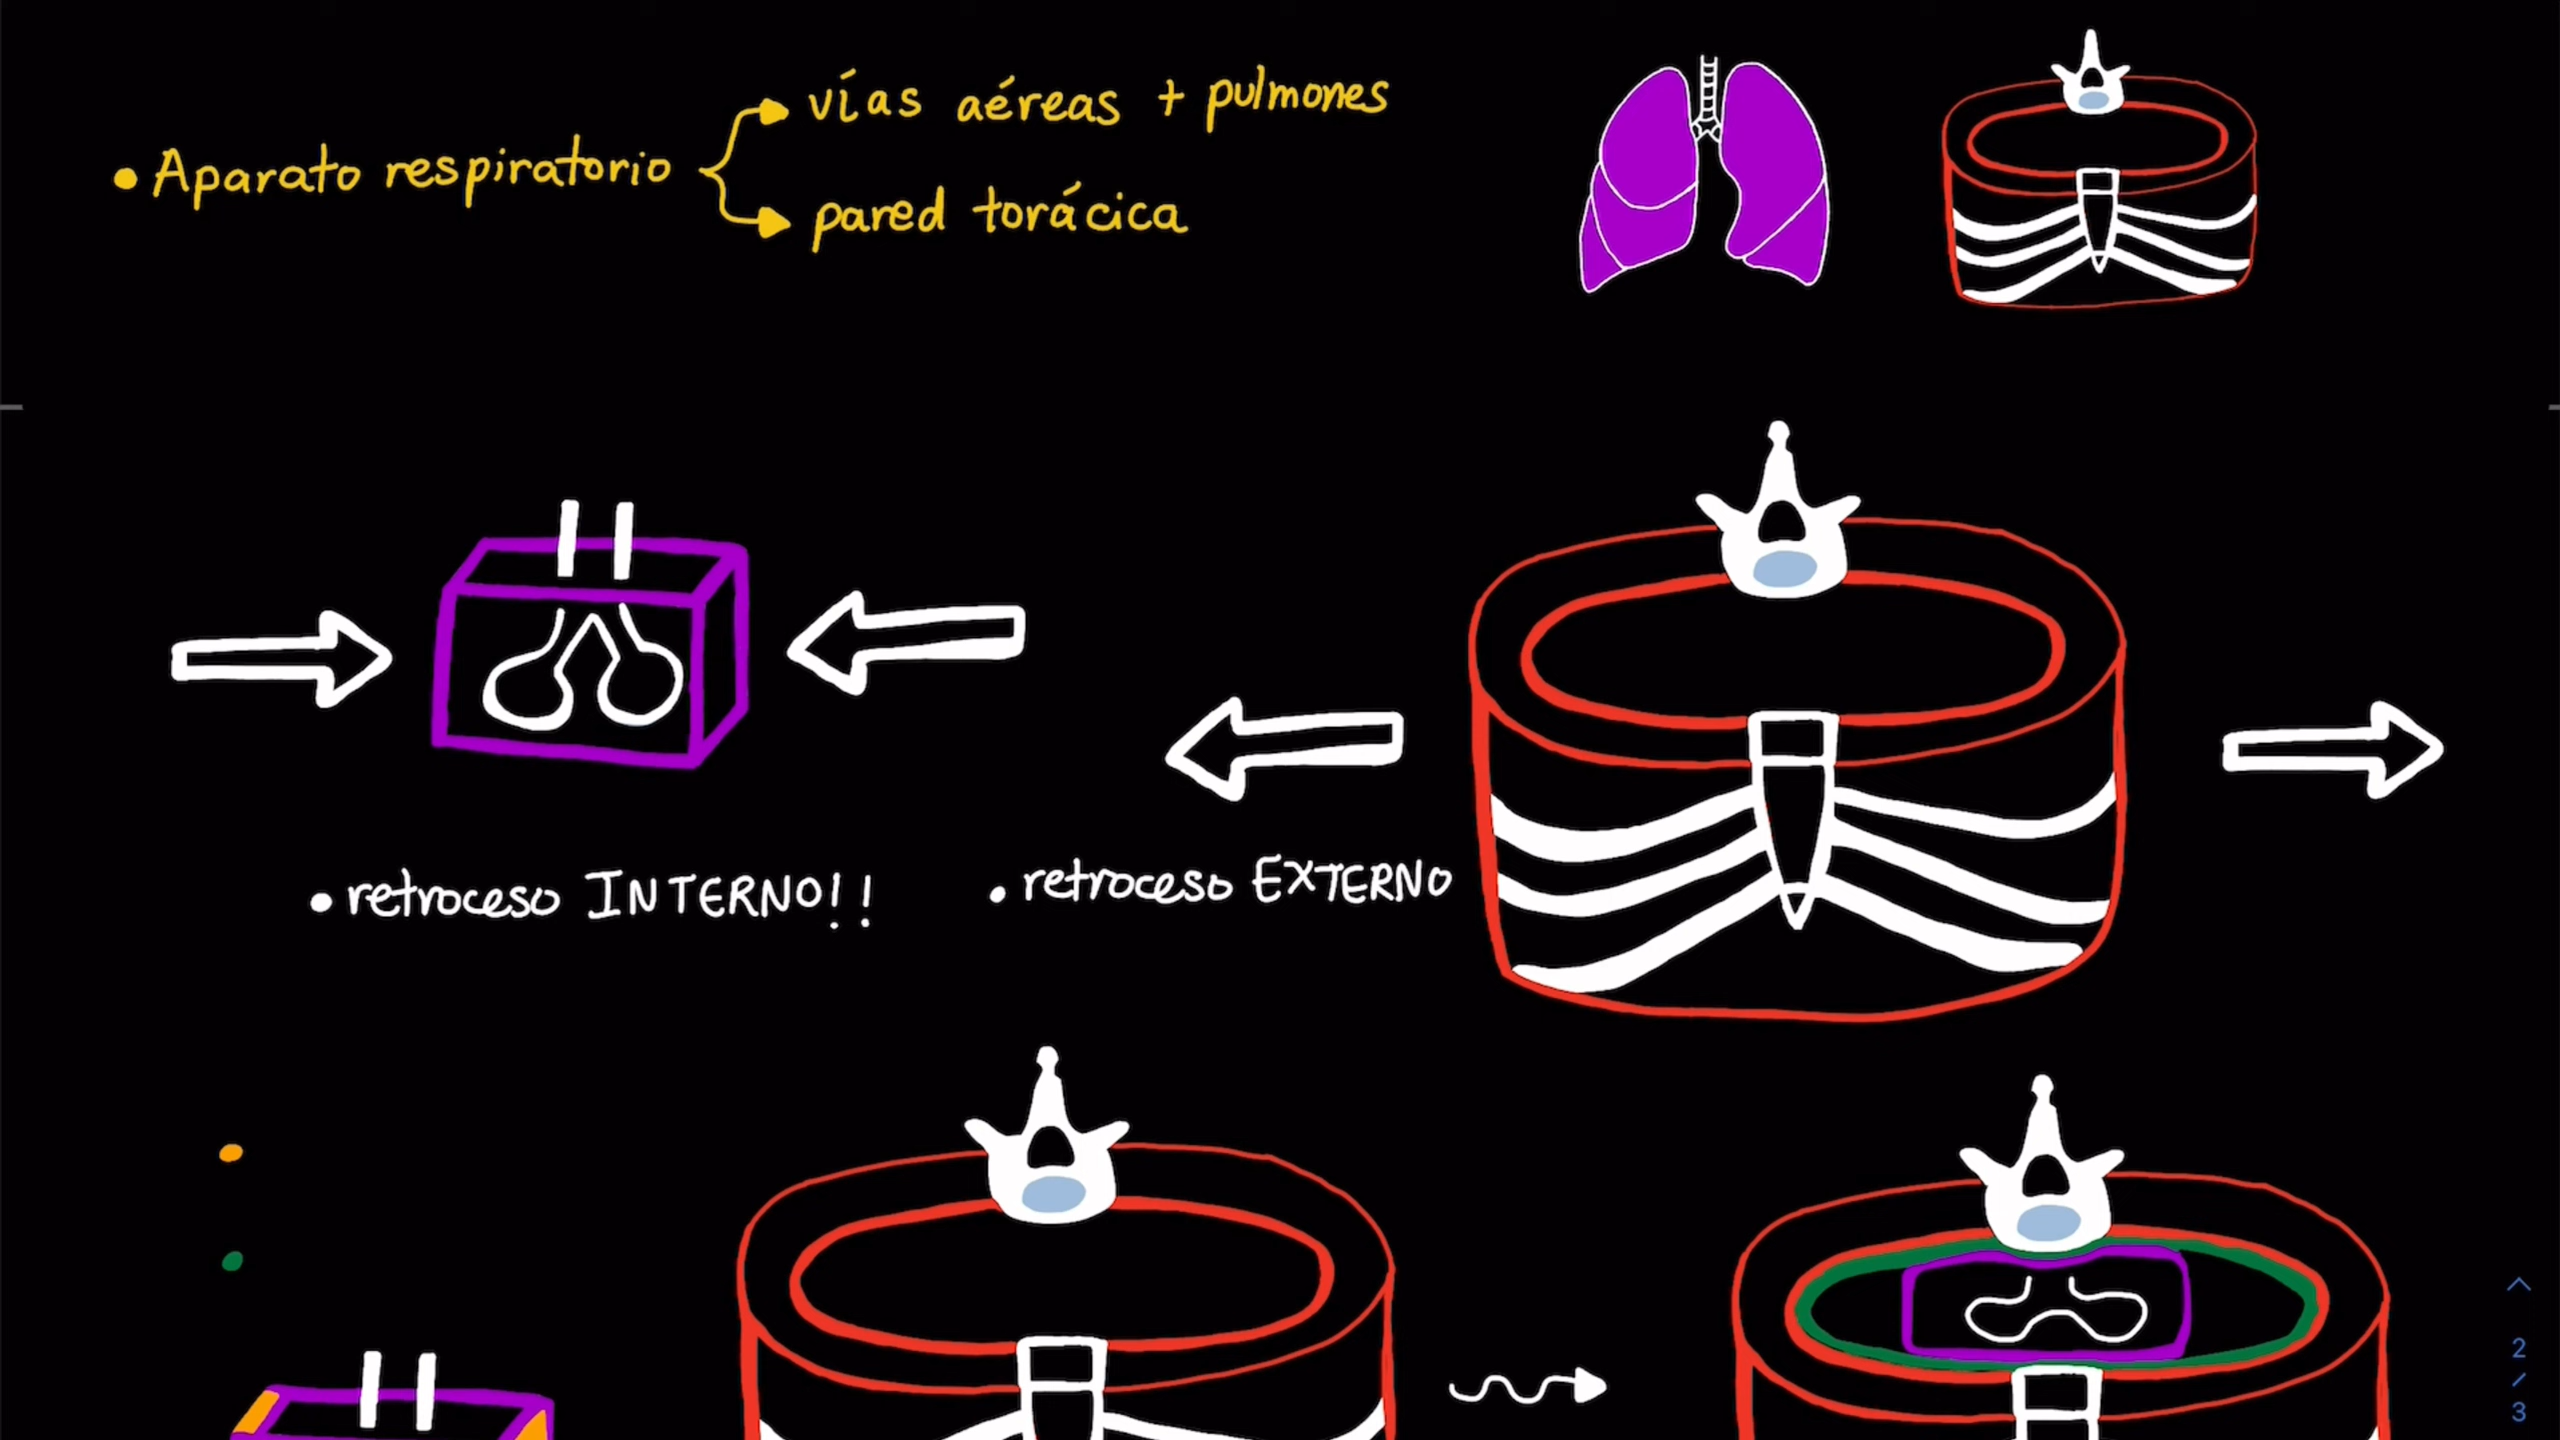 • Aparato respiratorio
vías aéreas + pulmones
pared torácica
• retroceso INTERNO!!
• retroceso EXTERNO
2/3